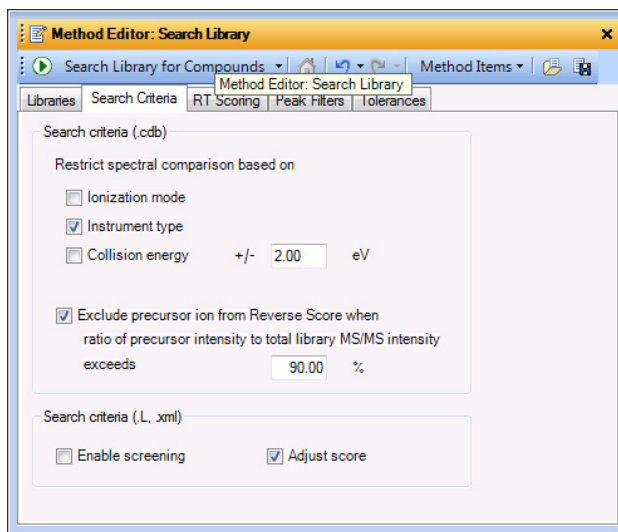 Method Editor: Search Library
Search Library for Compounds
Method Items
Method Editor: Search Library
Libraries Search Criteria RT Scoring Peak Filters Tolerances
Search criteria (.cdb)
Restrict spectral comparison based on
Ionization mode
Instrument type
Collision energy +/- 2.00 eV
Exclude precursor ion from Reverse Score when
ratio of precursor intensity to total library MS/MS intensity
exceeds 90.00 %
Search criteria (.L, .xml)
Enable screening Adjust score